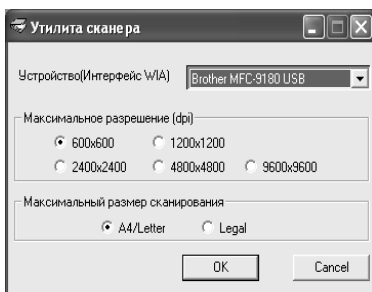 Утилита сканера
Устройство(Интерфейс WIA) Brother MFC-9180 USB
Максимальное разрешение (dpi)
600x600 1200x1200
2400x2400 4800x4800 9600x9600
Максимальный размер сканирования
A4/Letter Legal
OK Cancel